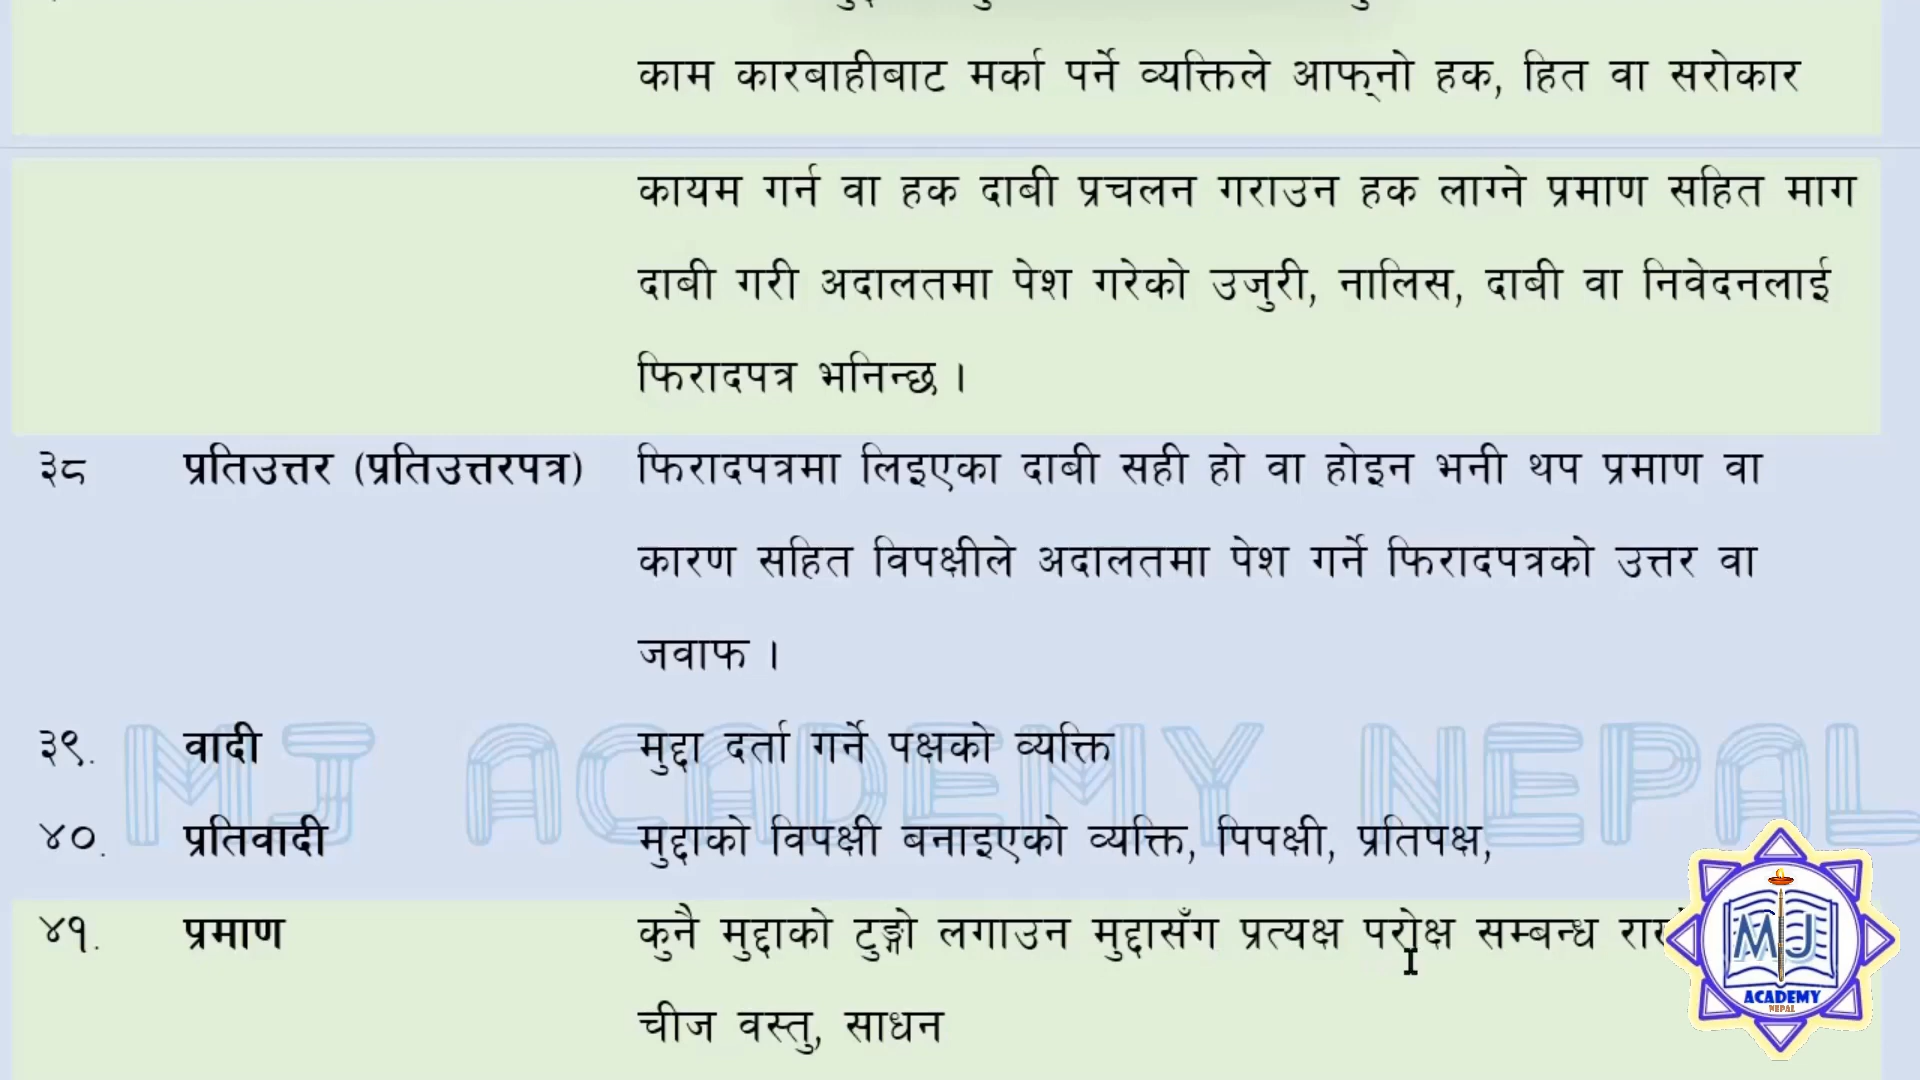 काम कारबाहीबाट मर्का पर्ने व्यक्तिले आफ्‌नो हक, हित वा सरोकार
कायम गर्न वा हक दाबी प्रचलन गराउन हक लाग्ने प्रमाण सहित माग
दाबी गरी अदालतमा पेश गरेको उजुरी, नालिस, दाबी वा निवेदनलाई
फिरादपत्र भनिन्छ ।
३८ प्रतिउत्तर (प्रतिउत्तरपत्र) फिरादपत्रमा लिइएका दाबी सही हो वा होइन भनी थप प्रमाण वा
कारण सहित विपक्षीले अदालतमा पेश गर्ने फिरादपत्रको उत्तर वा
जवाफ ।
३९. वादी मुद्दा दर्ता गर्ने पक्षको व्यक्ति
MJ ACADEMY NEPAL
४०. प्रतिवादी मुद्दाको विपक्षी बनाइएको व्यक्ति, पिपक्षी, प्रतिपक्ष,
४१. प्रमाण कुनै मुद्दाको टुङ्गो लगाउन मुद्दासँग प्रत्यक्ष परोक्ष सम्बन्ध
चीज वस्तु, साधन
MJ
ACADEMY
NEPAL